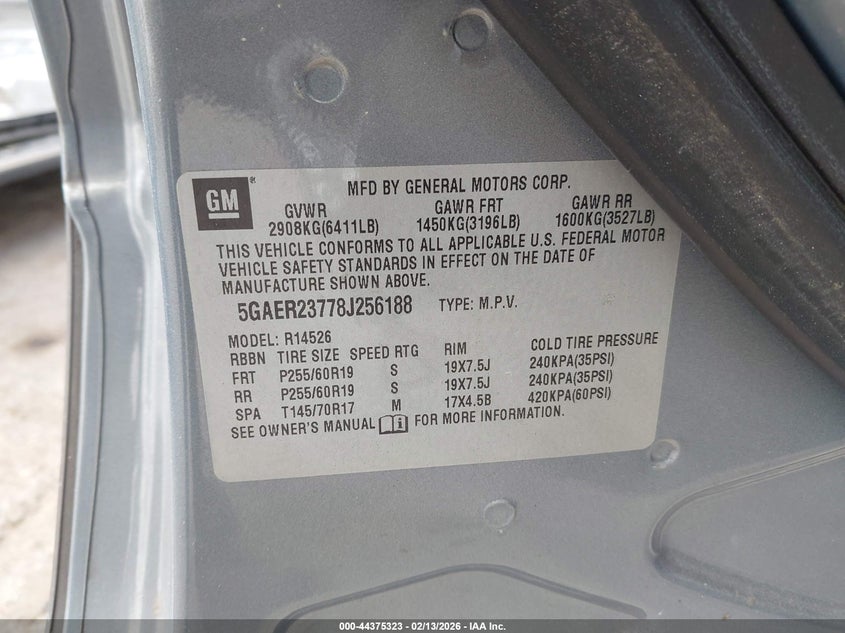 GM
MFD BY GENERAL MOTORS CORP.
GVWR GAWR FRT GAWR RR
2908KG(6411LB) 1450KG(3196LB) 1600KG(3527LB)
THIS VEHICLE CONFORMS TO ALL APPLICABLE U.S. FEDERAL MOTOR
VEHICLE SAFETY STANDARDS IN EFFECT ON THE DATE OF
MANUFACTURE SHOWN ABOVE.
5GAER23778J256188 TYPE: M.P.V.
MODEL: R14526
RBBN TIRE SIZE SPEED RTG RIM COLD TIRE PRESSURE
FRT P255/60R19 S 19X7.5J 240KPA(35PSI)
RR P255/60R19 S 19X7.5J 240KPA(35PSI)
SPA T145/70R17 M 17X4.5B 420KPA(60PSI)
SEE OWNER'S MANUAL FOR MORE INFORMATION.
000-44375323 - 02/13/2026 - IAA Inc.